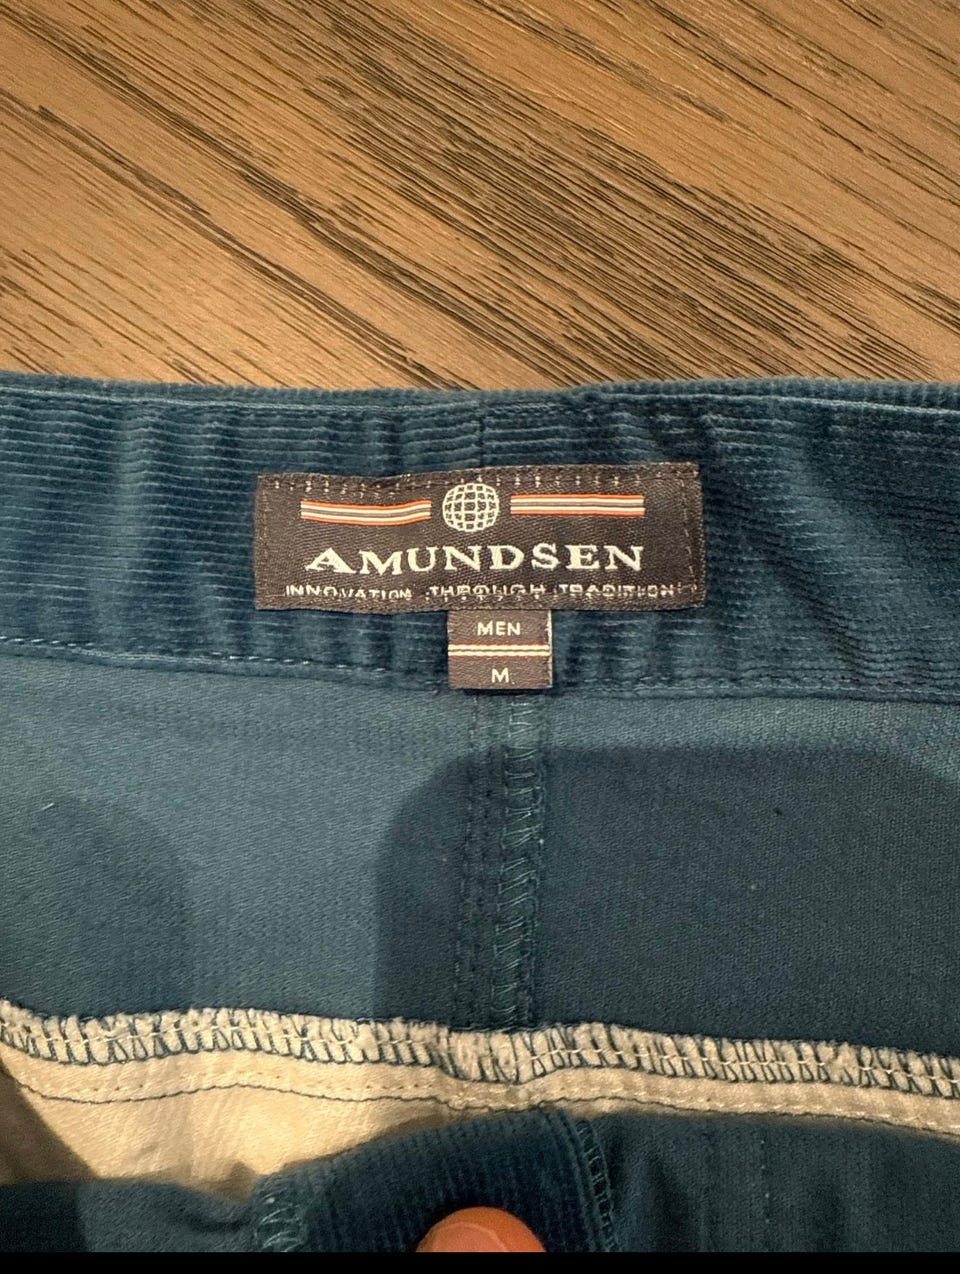 AMUNDSEN
INNOVATION THROUGH TRADITION
MEN
M